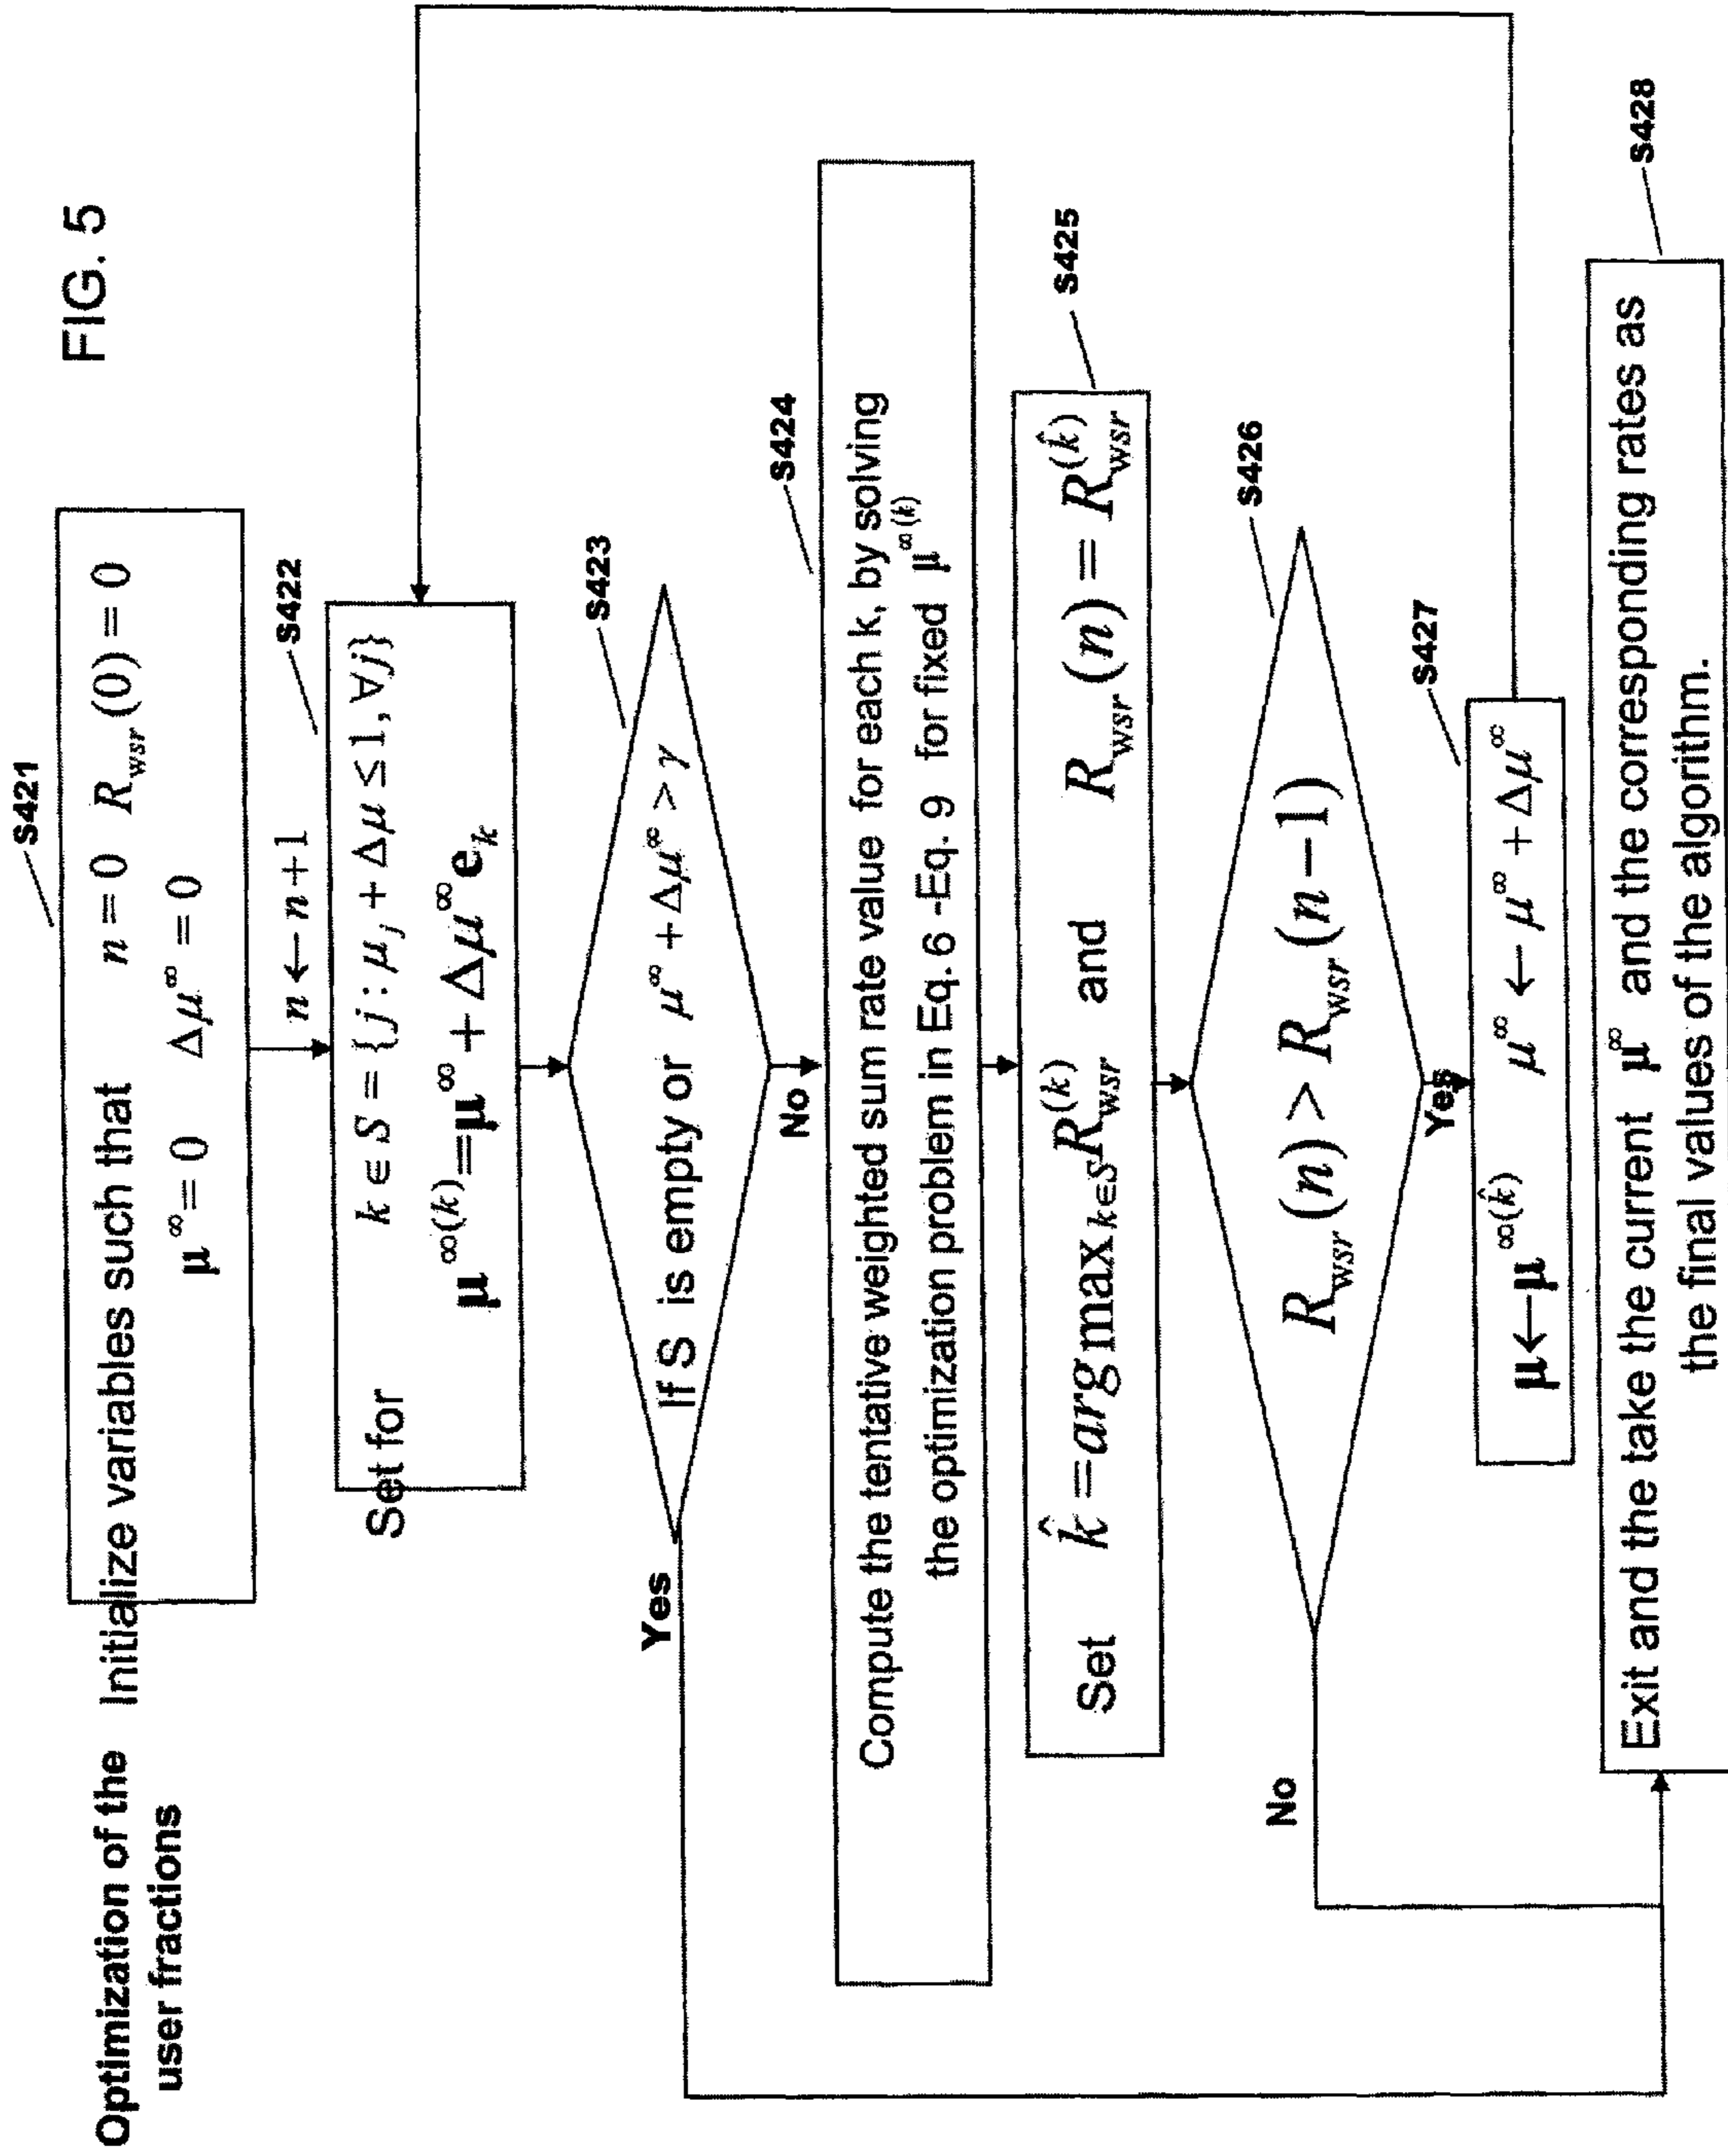 FIG. 5
Optimization of the
user fractions
S421
Initialize variables such that n = 0 R_wsr(0) = 0
μ^∞ = 0 Δμ^∞ = 0
n ← n + 1
S422
Set for k ∈ S = {j : μ_j + Δμ ≤ 1, ∀j}
μ^∞(k) = μ^∞ + Δμ^∞ e_k
S423
If S is empty or μ^∞ + Δμ^∞ > γ
Yes
No
S424
Compute the tentative weighted sum rate value for each k, by solving
the optimization problem in Eq. 6 -Eq. 9 for fixed μ^∞(k)
S425
Set k̂ = arg max_{k∈S} R_wsr^(k) and R_wsr(n) = R_wsr^(k̂)
S426
R_wsr(n) > R_wsr(n − 1)
No
Yes
S427
μ ← μ^∞(k̂) μ^∞ ← μ^∞ + Δμ^∞
S428
Exit and the take the current μ^∞ and the corresponding rates as
the final values of the algorithm.